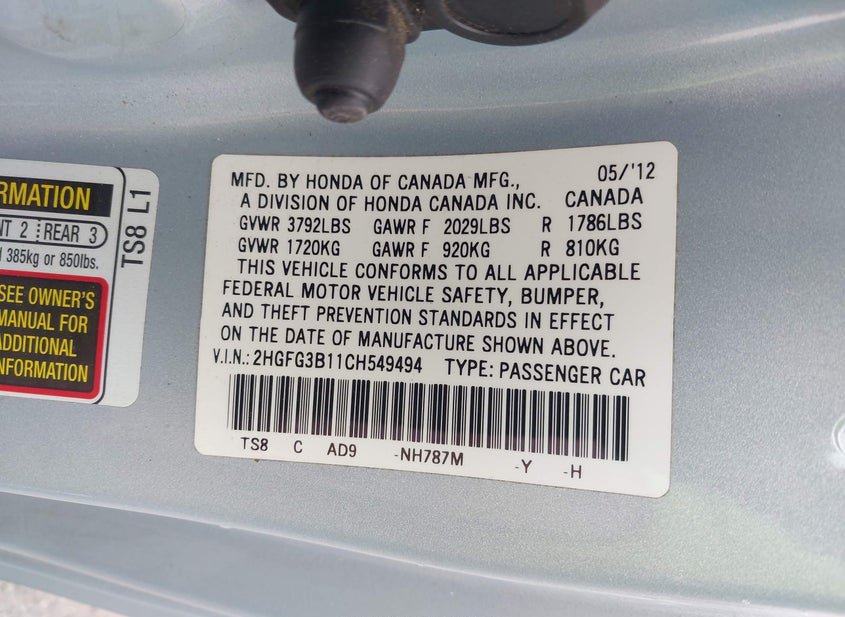 RMATION
NT 2 REAR 3
385kg or 850lbs.
SEE OWNER'S
MANUAL FOR
ADDITIONAL
INFORMATION
TS8 L1
MFD. BY HONDA OF CANADA MFG., 05/'12
A DIVISION OF HONDA CANADA INC. CANADA
GVWR 3792LBS GAWR F 2029LBS R 1786LBS
GVWR 1720KG GAWR F 920KG R 810KG
THIS VEHICLE CONFORMS TO ALL APPLICABLE
FEDERAL MOTOR VEHICLE SAFETY, BUMPER,
AND THEFT PREVENTION STANDARDS IN EFFECT
ON THE DATE OF MANUFACTURE SHOWN ABOVE.
V.I.N.: 2HGFG3B11CH549494 TYPE: PASSENGER CAR
TS8 C AD9 -NH787M -Y -H